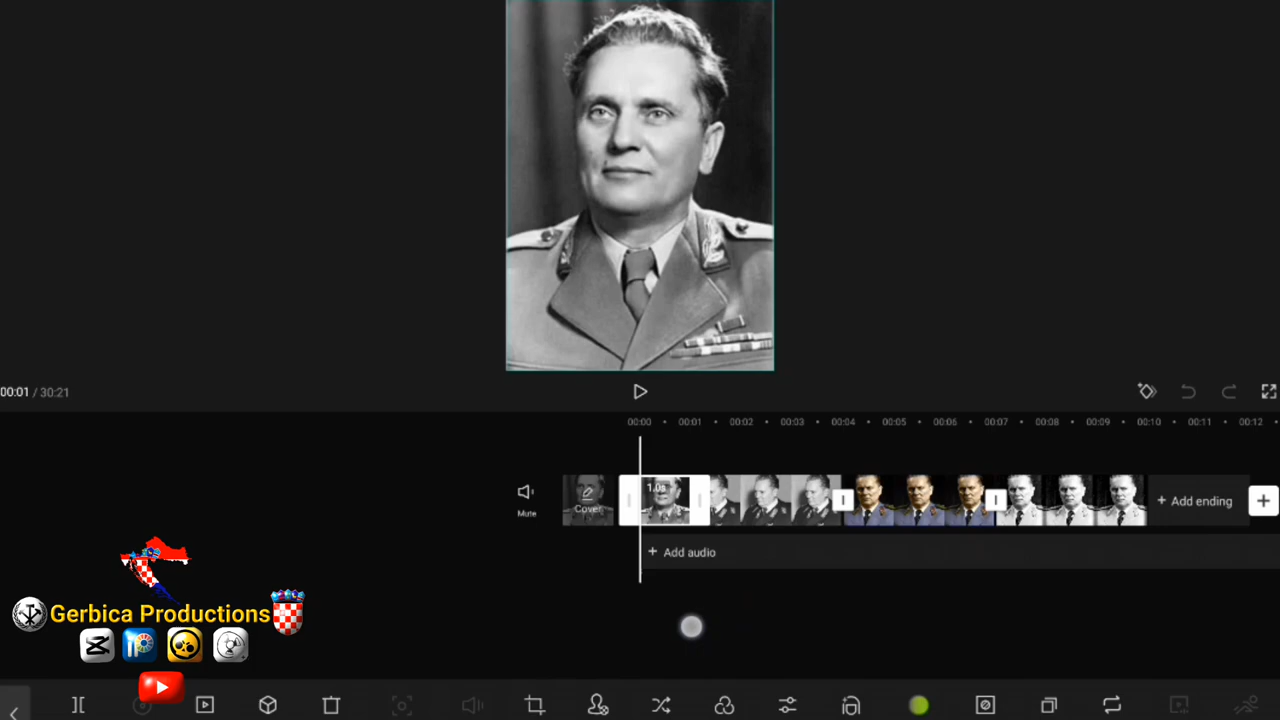 00:01 / 30:21
00:00 00:01 00:02 00:03 00:04 00:05 00:06 00:07 00:08 00:09 00:10 00:11 00:12
Mute
Cover
1.0s
+ Add ending
+ Add audio
Gerbica Productions